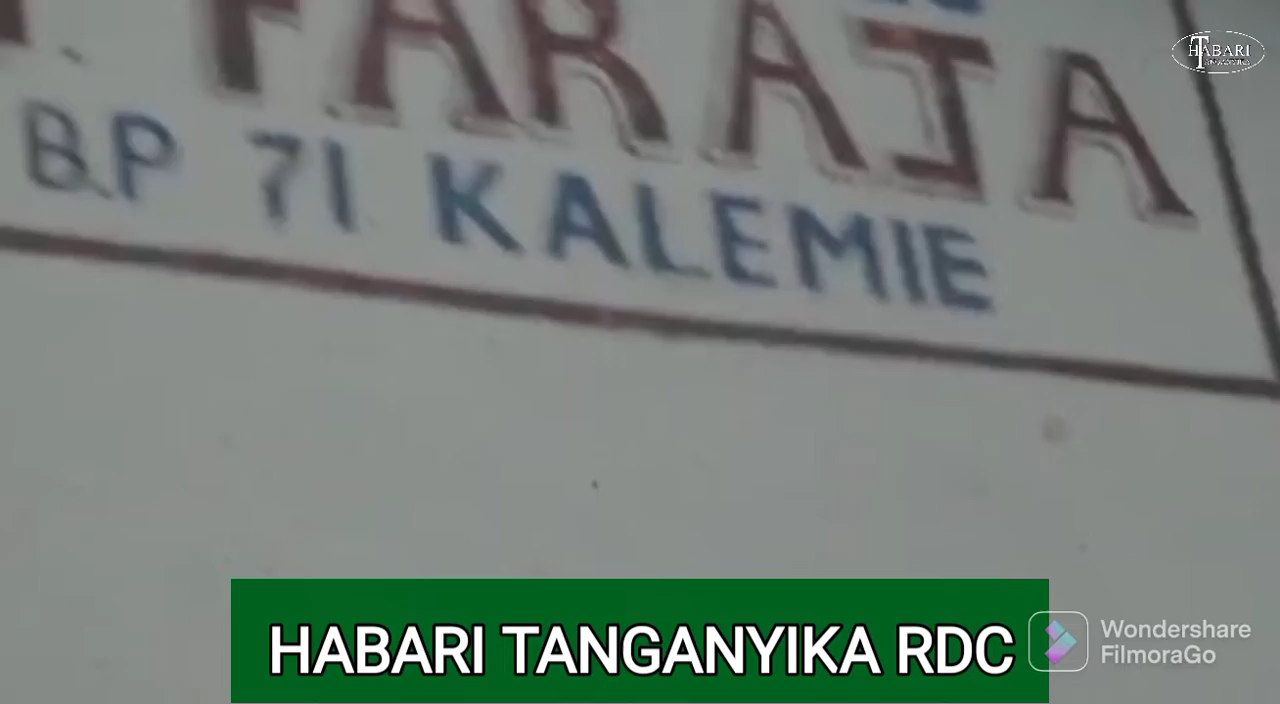 FARAJA
BP 71 KALEMIE
HABARI
HABARI TANGANYIKA RDC
Wondershare
FilmoraGo